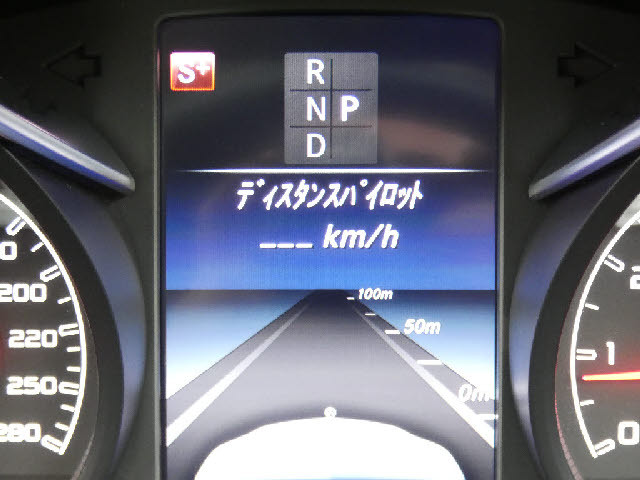 S+
R
N P
D
ﾃﾞｨｽﾀﾝｽﾊﾟｲﾛｯﾄ
___ km/h
100m
50m
0m
200
220
250
280
2
1
0